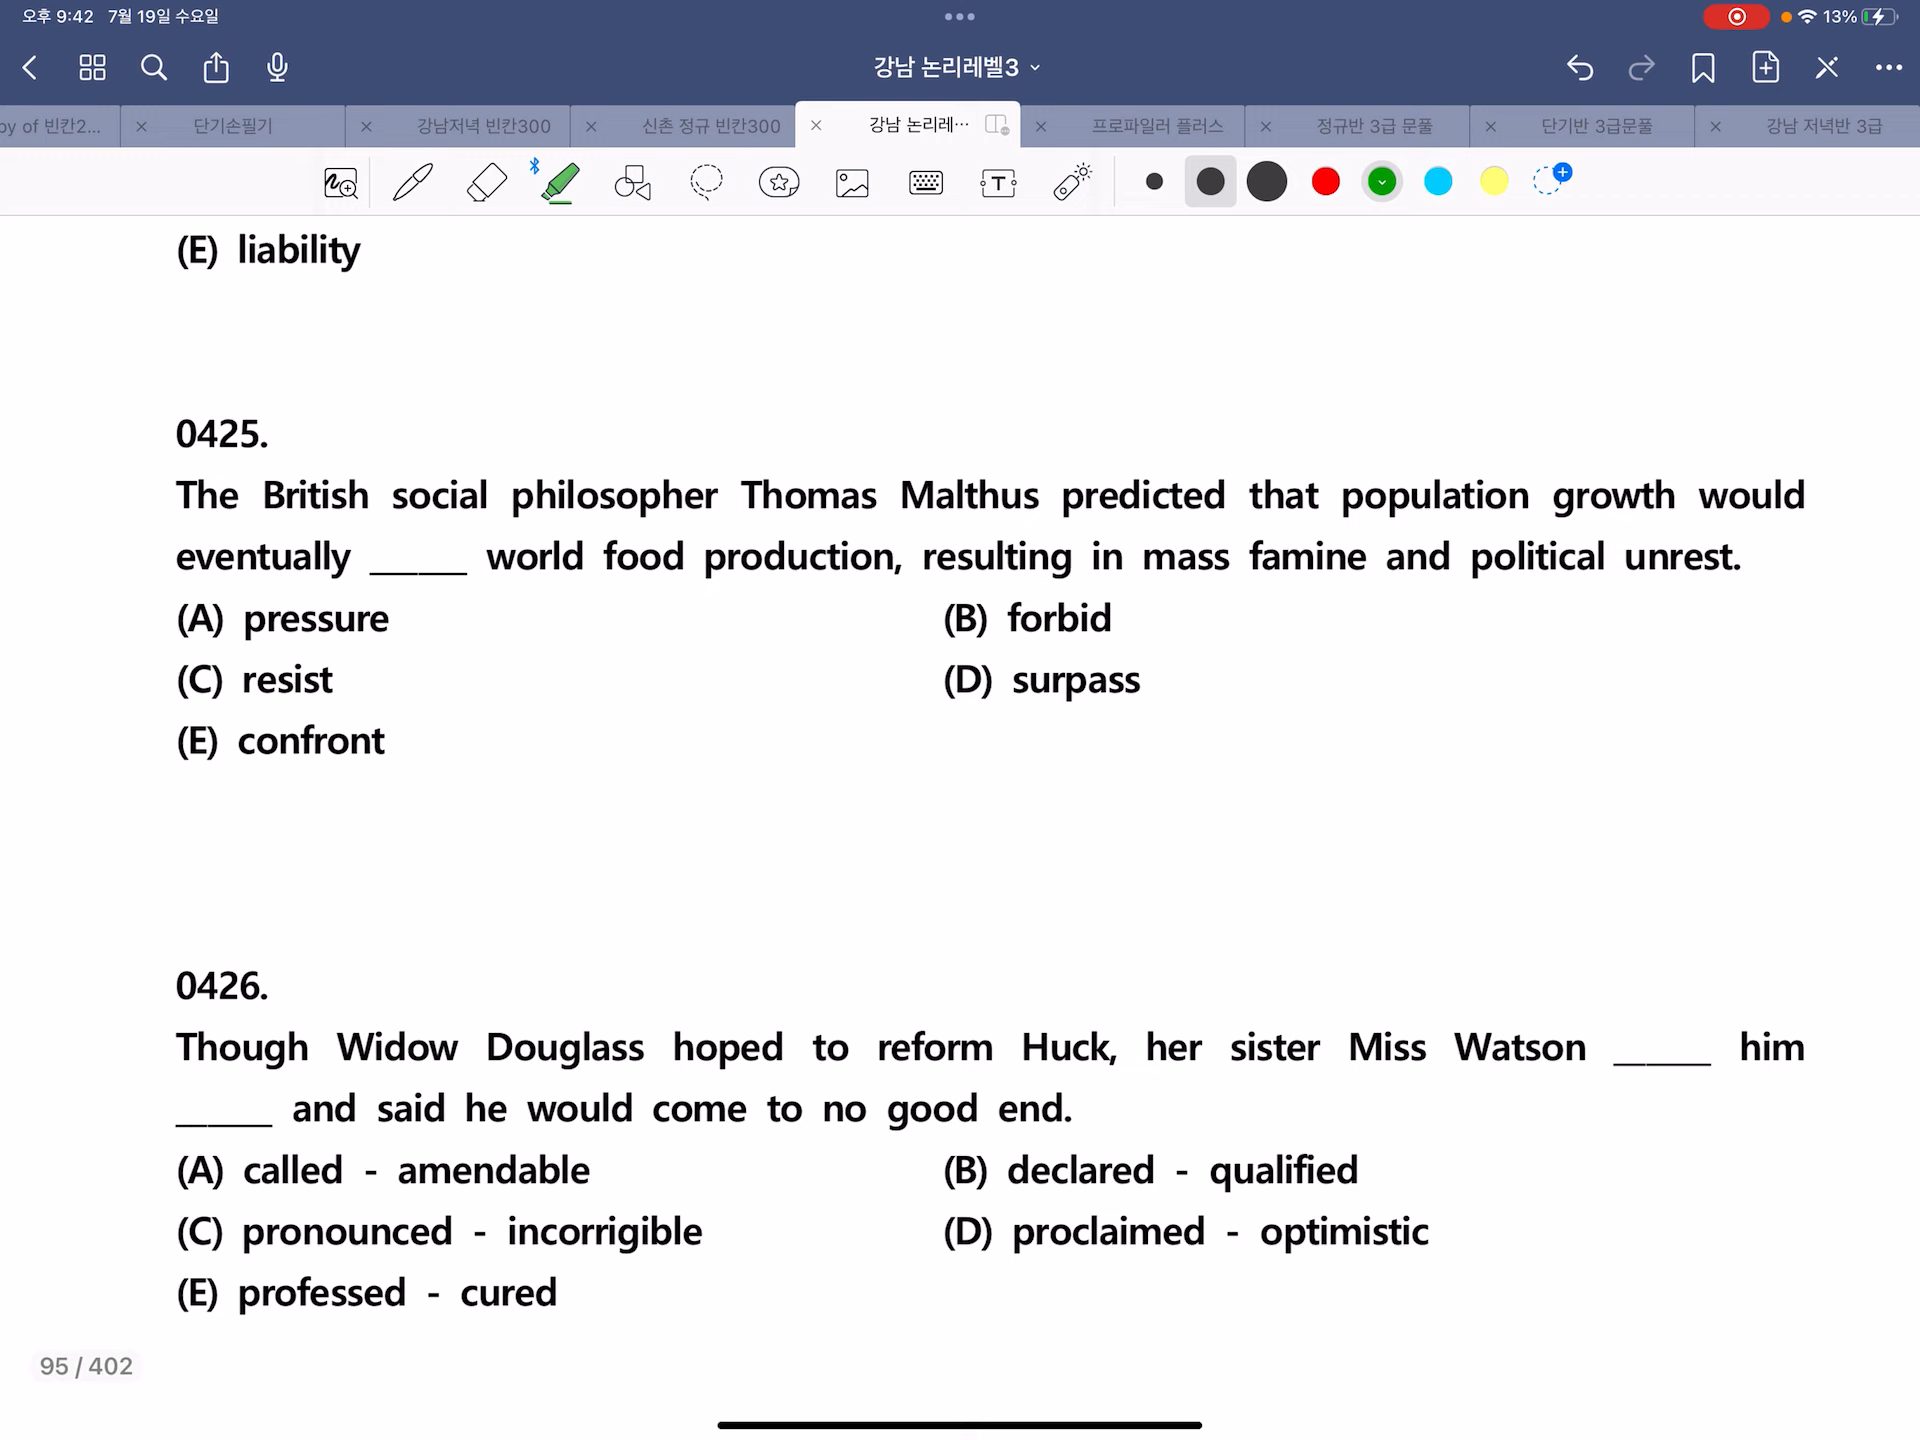 오후 9:42 7월 19일 수요일
13%
강남 논리레벨3
by of 빈칸2...
단기손필기
강남저녁 빈칸300
신촌 정규 빈칸300
강남 논리레…
프로파일러 플러스
정규반 3급 문풀
단기반 3급문풀
강남 저녁반 3급
(E) liability
0425.
The British social philosopher Thomas Malthus predicted that population growth would
eventually _____ world food production, resulting in mass famine and political unrest.
(A) pressure (B) forbid
(C) resist (D) surpass
(E) confront
0426.
Though Widow Douglass hoped to reform Huck, her sister Miss Watson _____ him
_____ and said he would come to no good end.
(A) called - amendable (B) declared - qualified
(C) pronounced - incorrigible (D) proclaimed - optimistic
(E) professed - cured
95 / 402